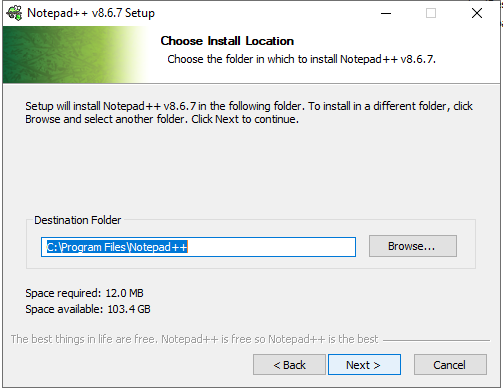 Notepad++ v8.6.7 Setup
Choose Install Location
Choose the folder in which to install Notepad++ v8.6.7.
Setup will install Notepad++ v8.6.7 in the following folder. To install in a different folder, click
Browse and select another folder. Click Next to continue.
Destination Folder
C:\Program Files\Notepad++
Browse...
Space required: 12.0 MB
Space available: 103.4 GB
The best things in life are free. Notepad++ is free so Notepad++ is the best
< Back
Next >
Cancel